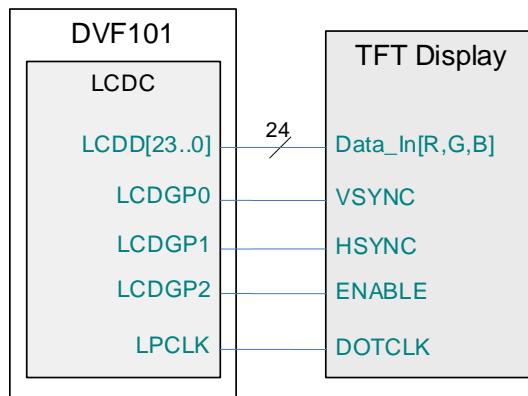 DVF101
TFT Display
LCDC
24
LCDD[23..0]
Data_In[R,G,B]
LCDGP0
VSYNC
LCDGP1
HSYNC
LCDGP2
ENABLE
LPCLK
DOTCLK